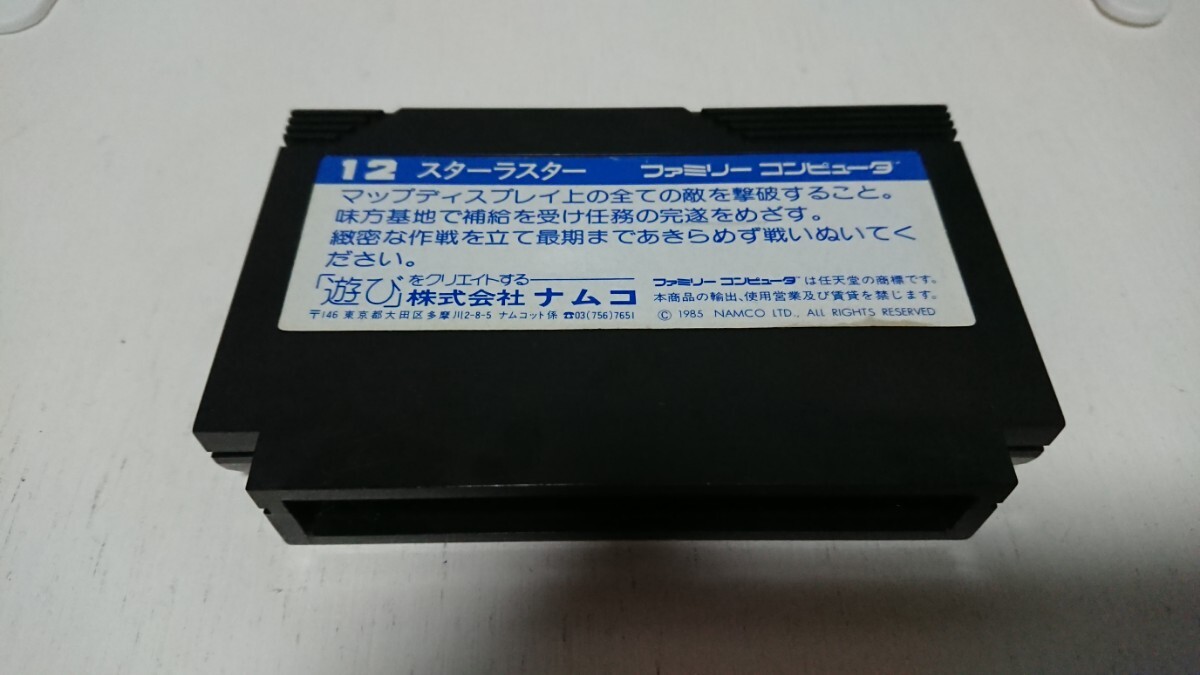 12 スターラスター ファミリー コンピュータ™
マップディスプレイ上の全ての敵を撃破すること。
味方基地で補給を受け任務の完遂をめざす。
緻密な作戦を立て最期まであきらめず戦いぬいてく
ださい。
「遊び」をクリエイトする
株式会社 ナムコ
〒146 東京都大田区多摩川2-8-5 ナムコット係 ☎03(756)7651
ファミリー コンピュータ™は任天堂の商標です。
本商品の輸出、使用営業及び賃貸を禁じます。
© 1985 NAMCO LTD., ALL RIGHTS RESERVED